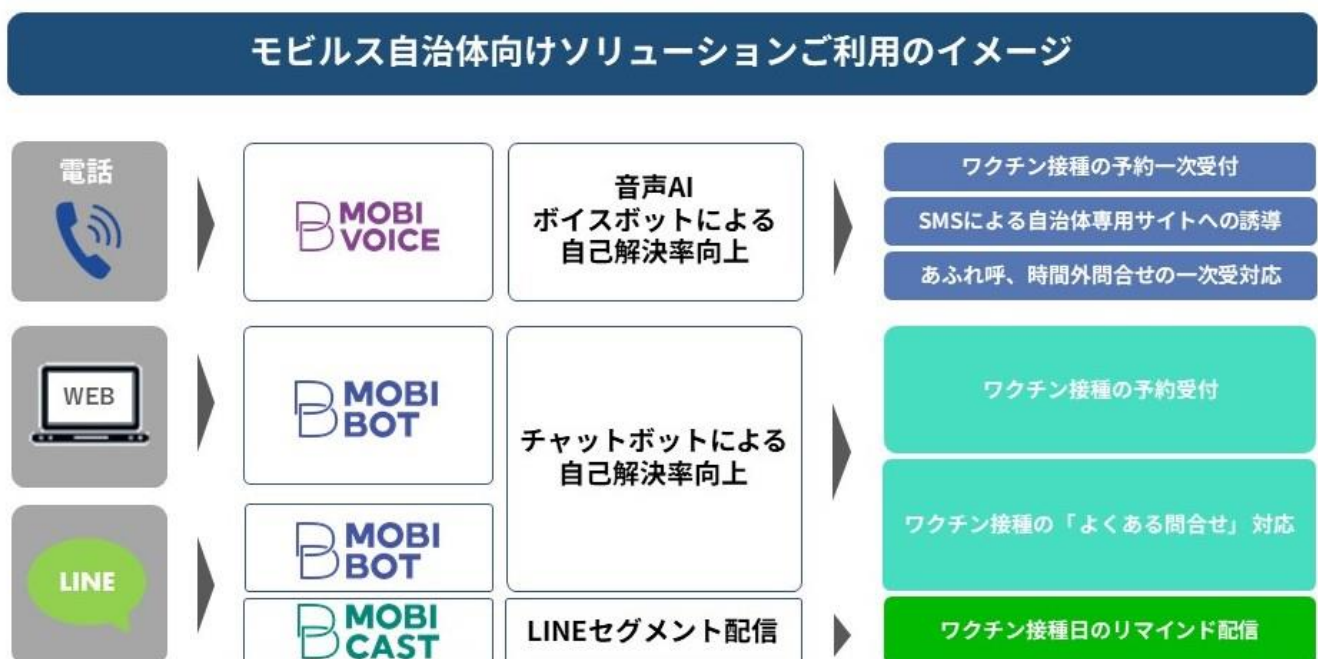 モビルス自治体向けソリューションご利用のイメージ
電話
MOBI
VOICE
音声AI
ボイスボットによる
自己解決率向上
ワクチン接種の予約一次受付
SMSによる自治体専用サイトへの誘導
あふれ呼、時間外問合せの一次受対応
WEB
MOBI
BOT
チャットボットによる
自己解決率向上
ワクチン接種の予約受付
ワクチン接種の「よくある問合せ」対応
LINE
MOBI
BOT
MOBI
CAST
LINEセグメント配信
ワクチン接種日のリマインド配信